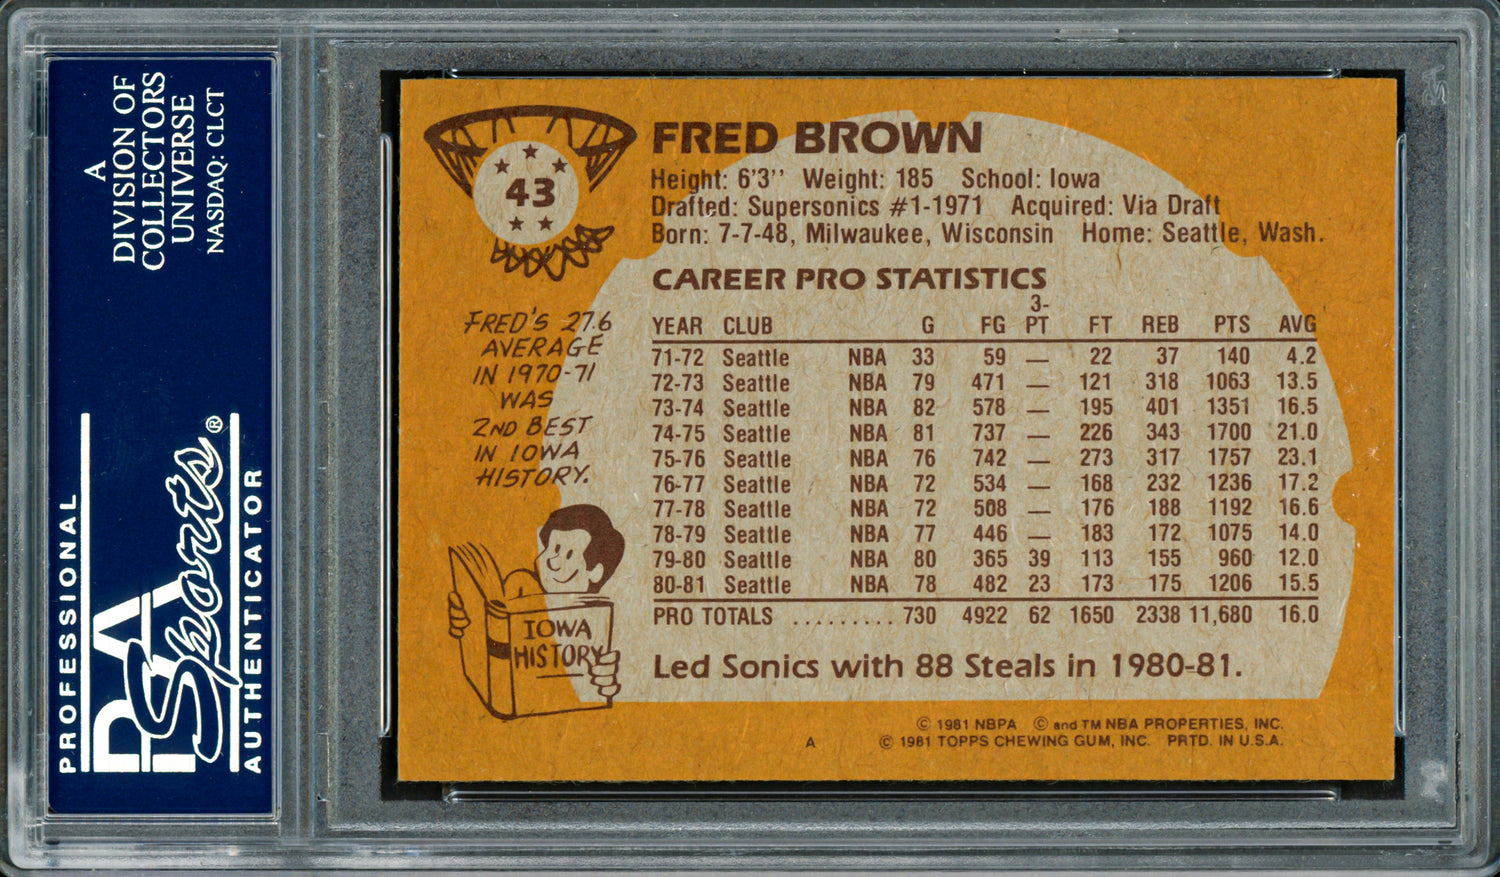 A
DIVISION OF
COLLECTORS
UNIVERSE
NASDAQ: CLCT
PROFESSIONAL
PSA
Sports®
AUTHENTICATOR
43
FRED BROWN
Height: 6'3'' Weight: 185 School: Iowa
Drafted: Supersonics #1-1971 Acquired: Via Draft
Born: 7-7-48, Milwaukee, Wisconsin Home: Seattle, Wash.
FRED'S 27.6
AVERAGE
IN 1970-71
WAS
2ND BEST
IN IOWA
HISTORY.
IOWA
HISTORY
CAREER PRO STATISTICS
YEAR CLUB G FG 3-PT FT REB PTS AVG
71-72 Seattle NBA 33 59 — 22 37 140 4.2
72-73 Seattle NBA 79 471 — 121 318 1063 13.5
73-74 Seattle NBA 82 578 — 195 401 1351 16.5
74-75 Seattle NBA 81 737 — 226 343 1700 21.0
75-76 Seattle NBA 76 742 — 273 317 1757 23.1
76-77 Seattle NBA 72 534 — 168 232 1236 17.2
77-78 Seattle NBA 72 508 — 176 188 1192 16.6
78-79 Seattle NBA 77 446 — 183 172 1075 14.0
79-80 Seattle NBA 80 365 39 113 155 960 12.0
80-81 Seattle NBA 78 482 23 173 175 1206 15.5
PRO TOTALS ......... 730 4922 62 1650 2338 11,680 16.0
Led Sonics with 88 Steals in 1980-81.
© 1981 NBPA © and TM NBA PROPERTIES, INC.
A © 1981 TOPPS CHEWING GUM, INC. PRTD. IN U.S.A.